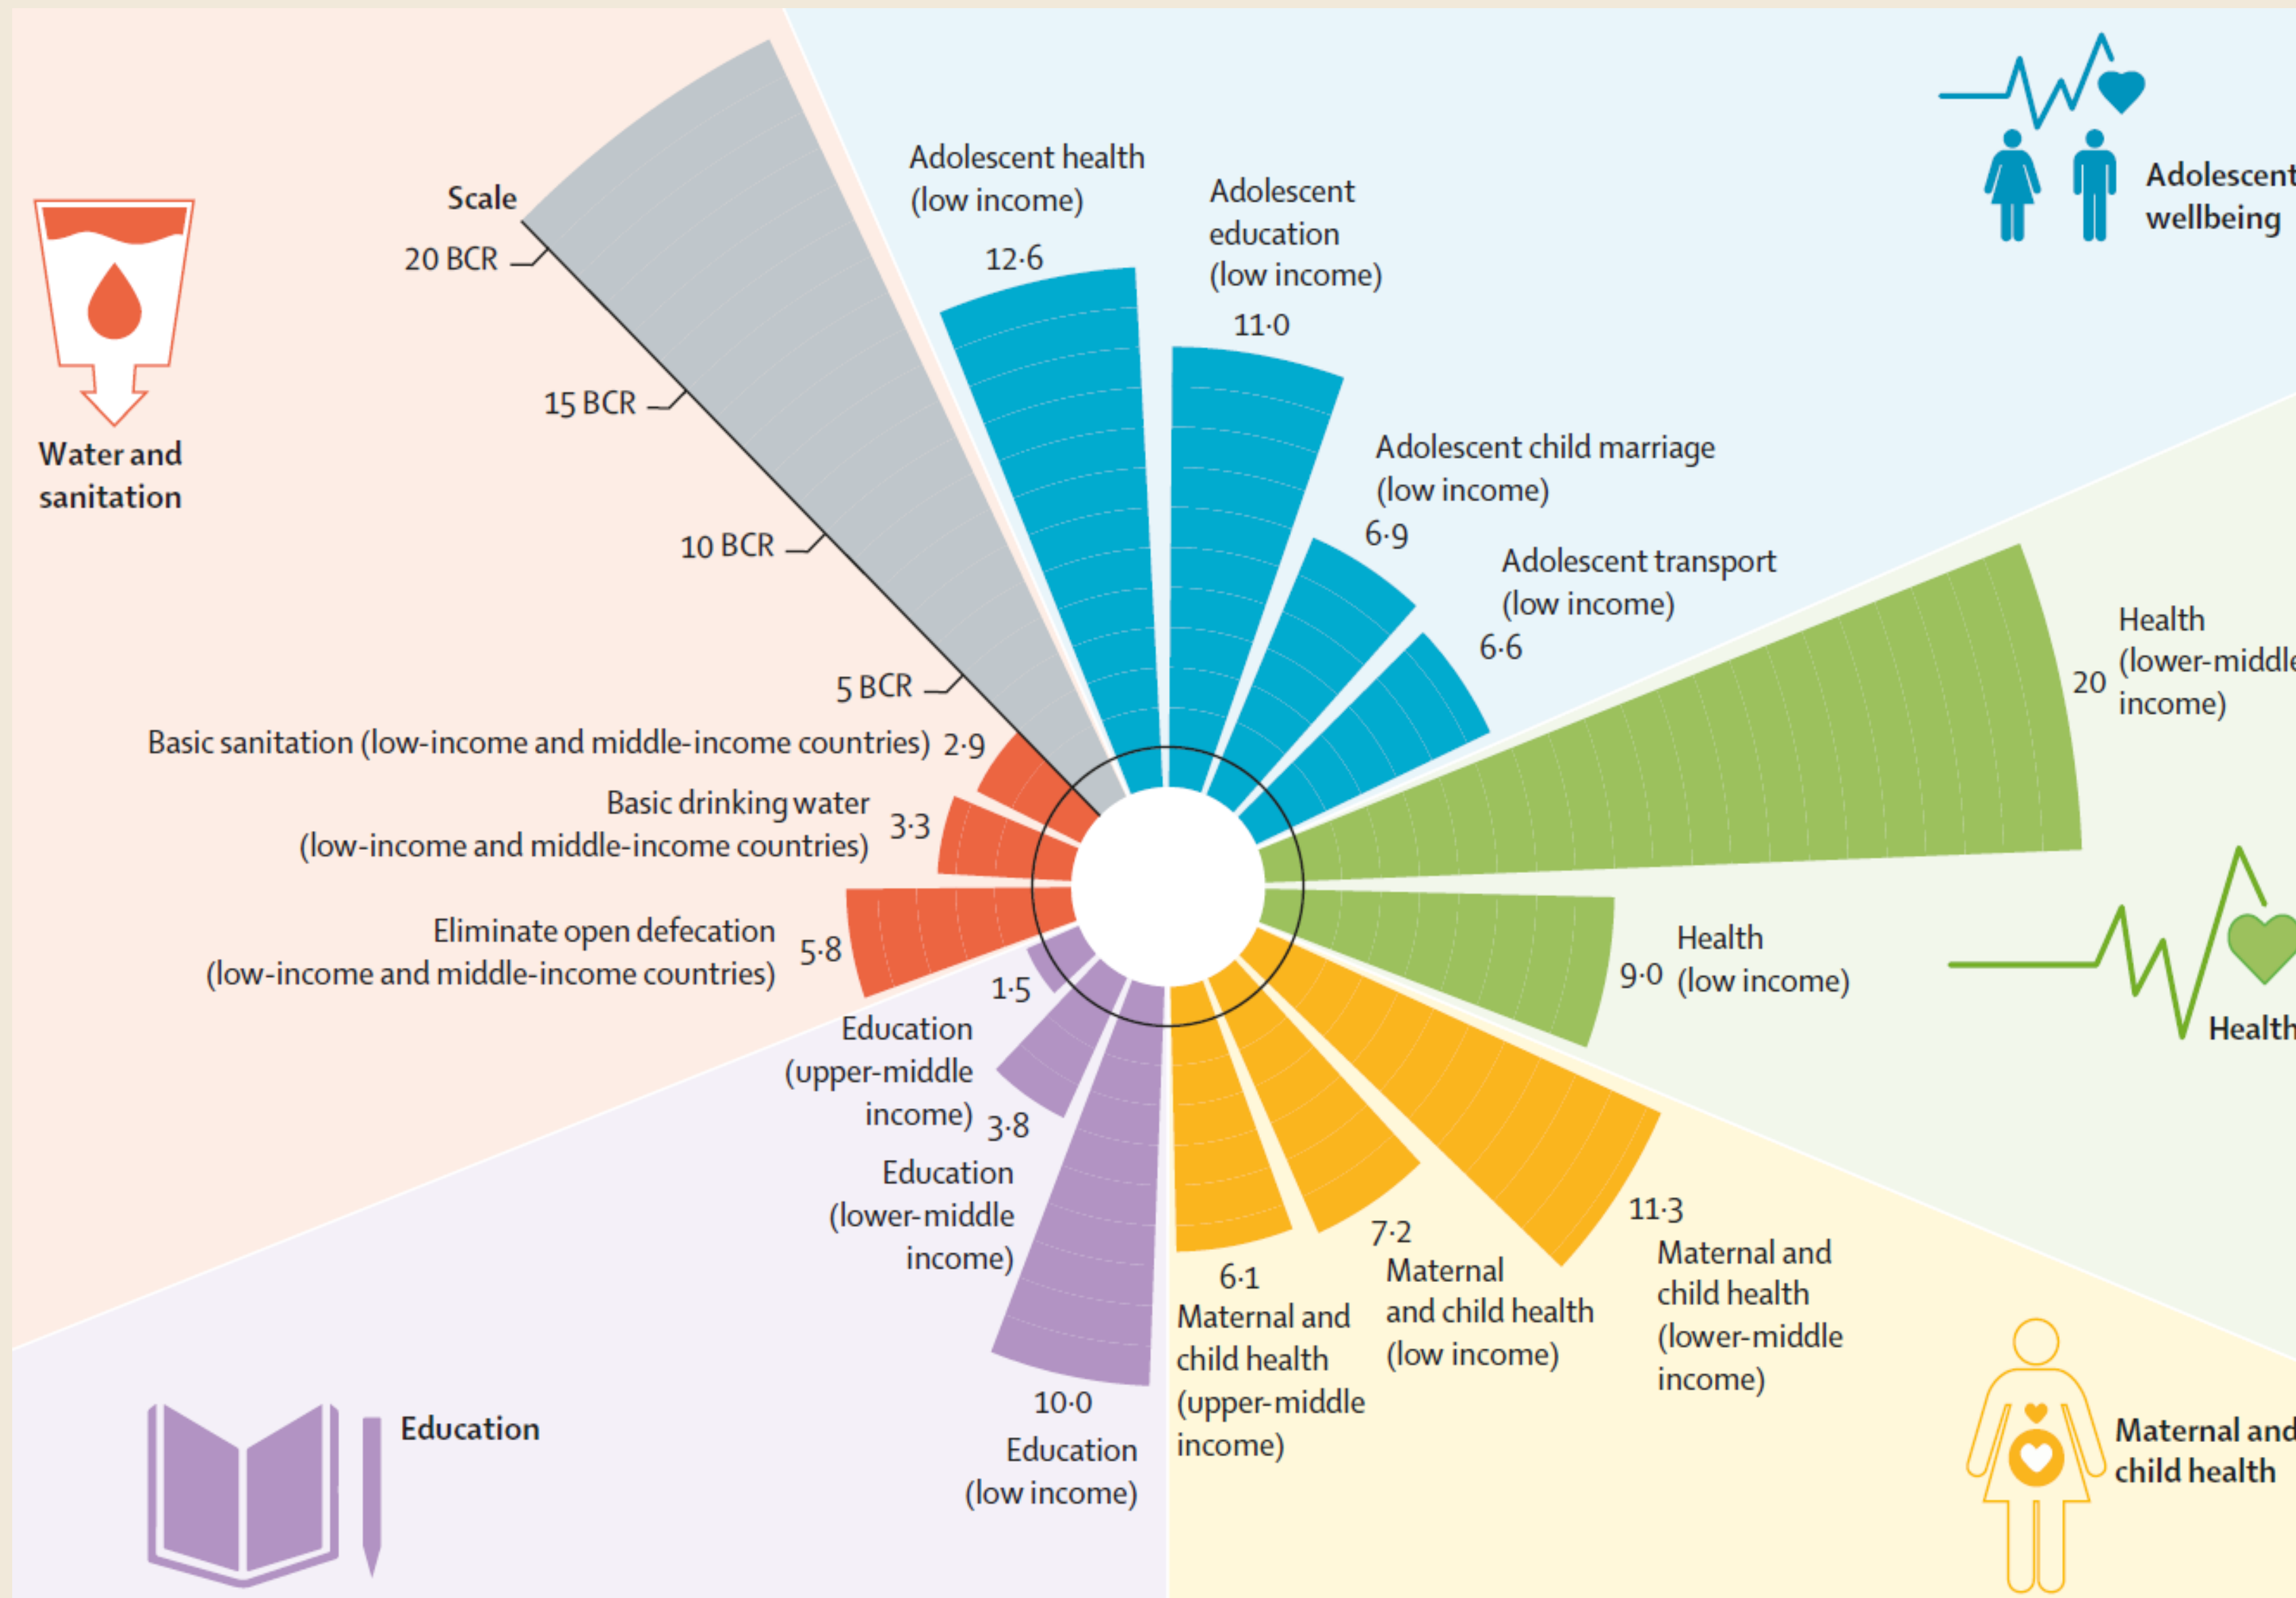 Scale
20 BCR
15 BCR
10 BCR
5 BCR
Water and
sanitation
Basic sanitation (low-income and middle-income countries) 2·9
Basic drinking water
(low-income and middle-income countries)
3·3
Eliminate open defecation
(low-income and middle-income countries)
5·8
Adolescent health
(low income)
12·6
Adolescent
education
(low income)
11·0
Adolescent child marriage
(low income)
6·9
Adolescent transport
(low income)
6·6
Adolescent
wellbeing
20
Health
(lower-middle
income)
9·0
Health
(low income)
Health
11·3
Maternal and
child health
(lower-middle
income)
7·2
Maternal
and child health
(low income)
6·1
Maternal and
child health
(upper-middle
income)
Maternal and
child health
1·5
Education
(upper-middle
income)
3·8
Education
(lower-middle
income)
10·0
Education
(low income)
Education